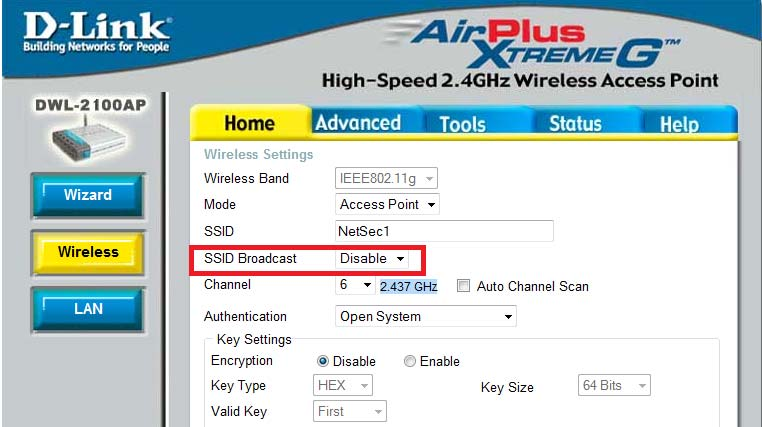 D-Link
Building Networks for People
AirPlus
XTREME G™
High-Speed 2.4GHz Wireless Access Point
DWL-2100AP
Wizard
Wireless
LAN
Home Advanced Tools Status Help
Wireless Settings
Wireless Band IEEE802.11g
Mode Access Point
SSID NetSec1
SSID Broadcast Disable
Channel 6 2.437 GHz Auto Channel Scan
Authentication Open System
Key Settings
Encryption Disable Enable
Key Type HEX Key Size 64 Bits
Valid Key First